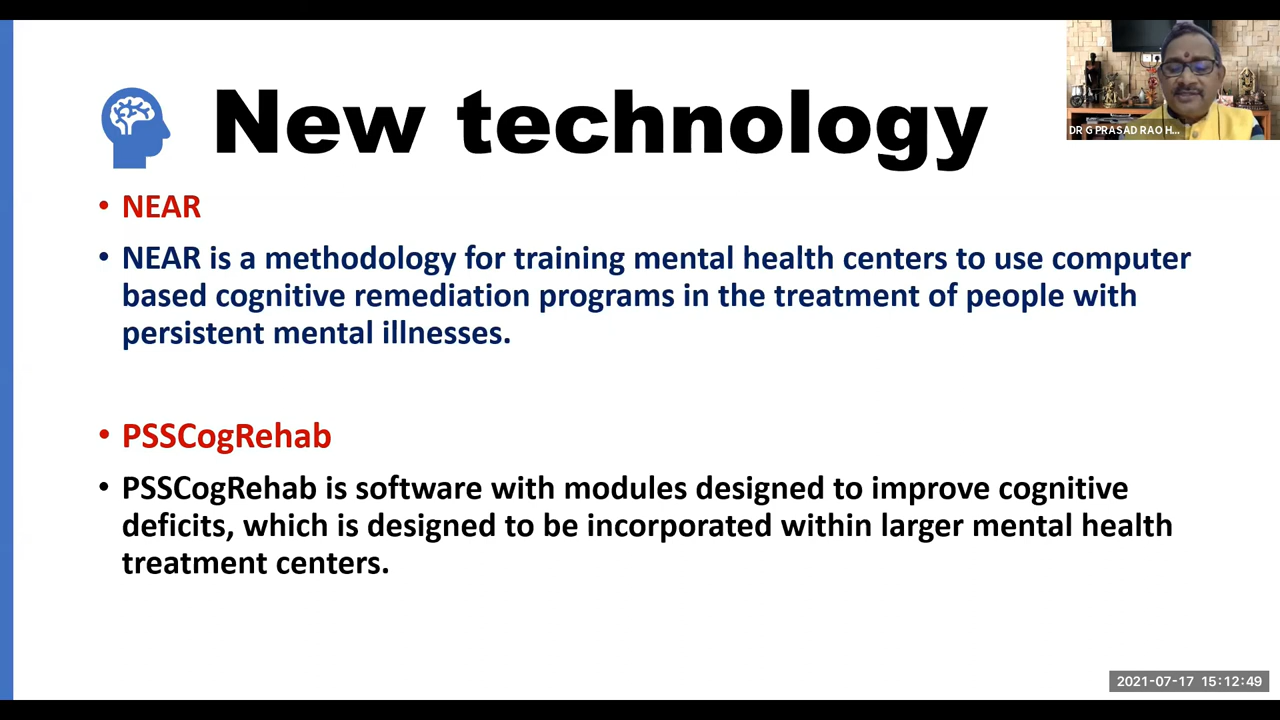 New technology
DR G PRASAD RAO H...
• NEAR
• NEAR is a methodology for training mental health centers to use computer
based cognitive remediation programs in the treatment of people with
persistent mental illnesses.
• PSSCogRehab
• PSSCogRehab is software with modules designed to improve cognitive
deficits, which is designed to be incorporated within larger mental health
treatment centers.
2021-07-17 15:12:49